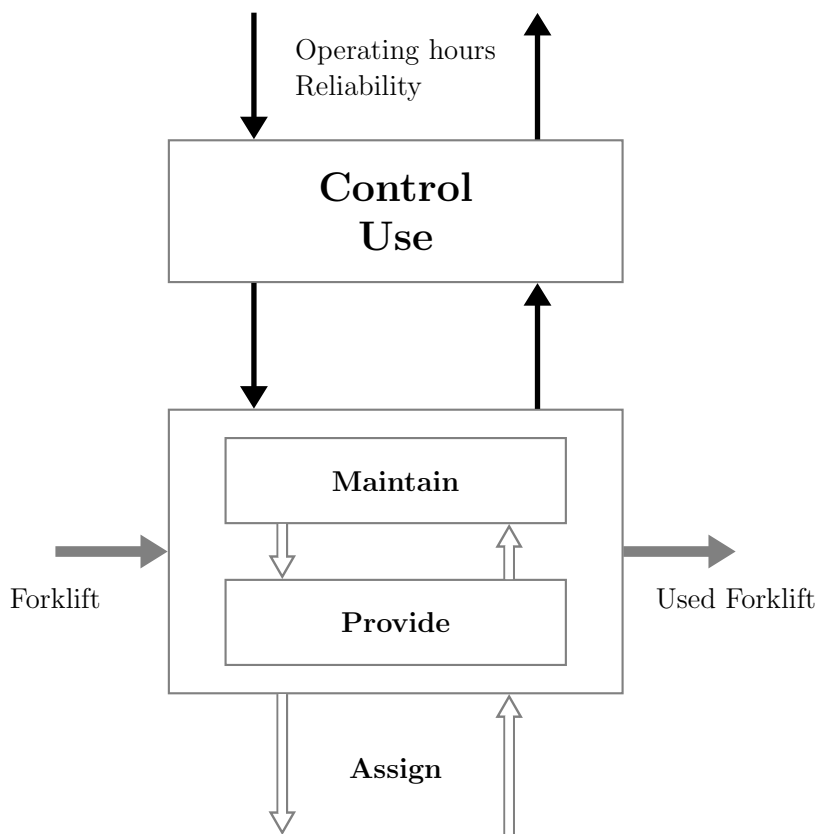 Operating hours
Reliability
Control
Use
Maintain
Forklift
Used Forklift
Provide
Assign